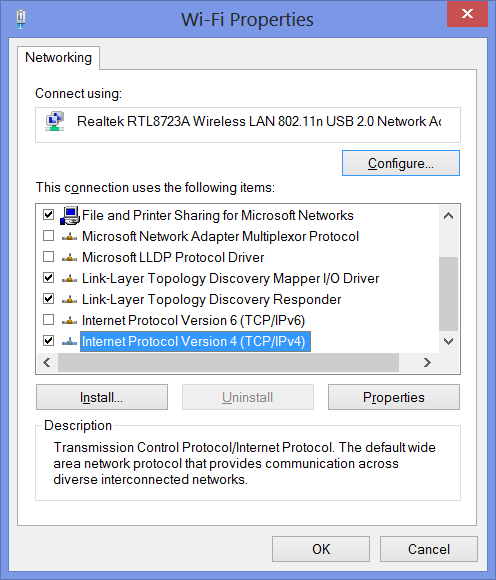 Wi-Fi Properties
Networking
Connect using:
Realtek RTL8723A Wireless LAN 802.11n USB 2.0 Network Ac
Configure...
This connection uses the following items:
File and Printer Sharing for Microsoft Networks
Microsoft Network Adapter Multiplexor Protocol
Microsoft LLDP Protocol Driver
Link-Layer Topology Discovery Mapper I/O Driver
Link-Layer Topology Discovery Responder
Internet Protocol Version 6 (TCP/IPv6)
Internet Protocol Version 4 (TCP/IPv4)
Install...
Uninstall
Properties
Description
Transmission Control Protocol/Internet Protocol. The default wide
area network protocol that provides communication across
diverse interconnected networks.
OK
Cancel